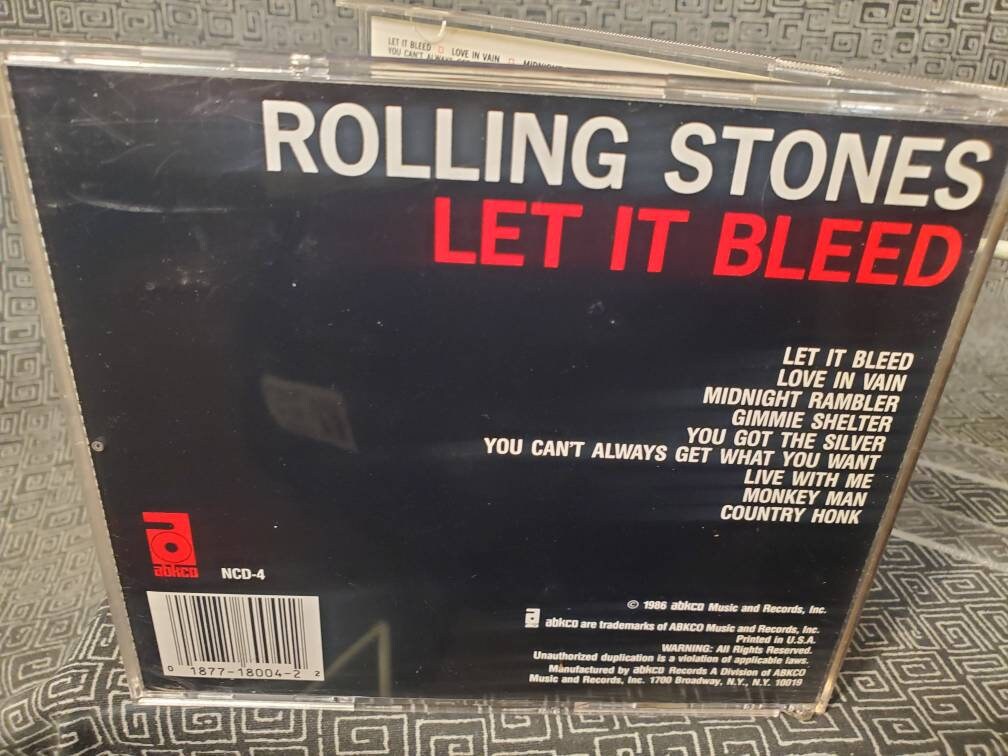 LET IT BLEED □ LOVE IN VAIN □
YOU CAN'T ALWAYS
ROLLING STONES
LET IT BLEED
LET IT BLEED
LOVE IN VAIN
MIDNIGHT RAMBLER
GIMMIE SHELTER
YOU GOT THE SILVER
YOU CAN'T ALWAYS GET WHAT YOU WANT
LIVE WITH ME
MONKEY MAN
COUNTRY HONK
abkco NCD-4
© 1986 abkco Music and Records, Inc.
abkco are trademarks of ABKCO Music and Records, Inc.
Printed in U.S.A.
WARNING: All Rights Reserved.
Unauthorized duplication is a violation of applicable laws.
Manufactured by abkco Records A Division of ABKCO
Music and Records, Inc. 1700 Broadway, N.Y., N.Y. 10019
0 1877-18004-2 2